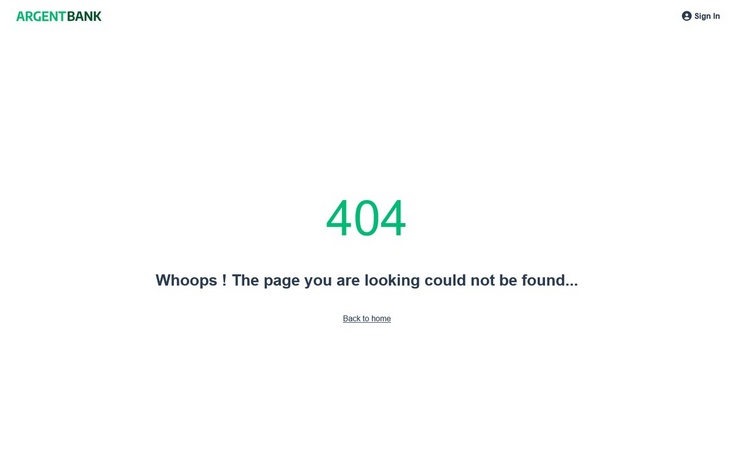 ARGENTBANK
Sign In
404
Whoops ! The page you are looking could not be found...
Back to home